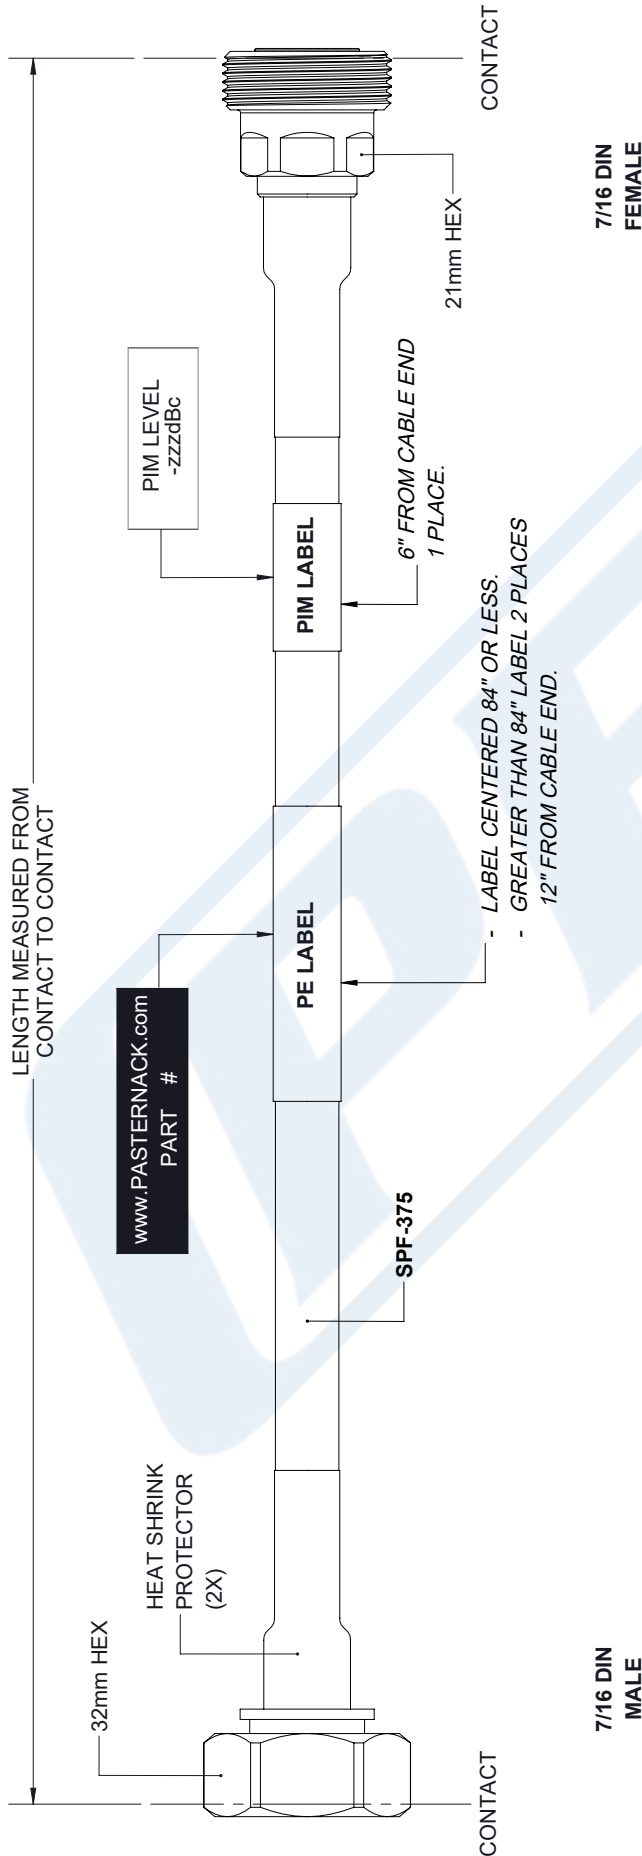 LENGTH MEASURED FROM
CONTACT TO CONTACT
32mm HEX
HEAT SHRINK
PROTECTOR
(2X)
www.PASTERNACK.com
PART #
PIM LEVEL
-zzzdBc
PE LABEL
PIM LABEL
SPF-375
6" FROM CABLE END
1 PLACE.
21mm HEX
- LABEL CENTERED 84" OR LESS.
- GREATER THAN 84" LABEL 2 PLACES
12" FROM CABLE END.
CONTACT
CONTACT
7/16 DIN
MALE
7/16 DIN
FEMALE